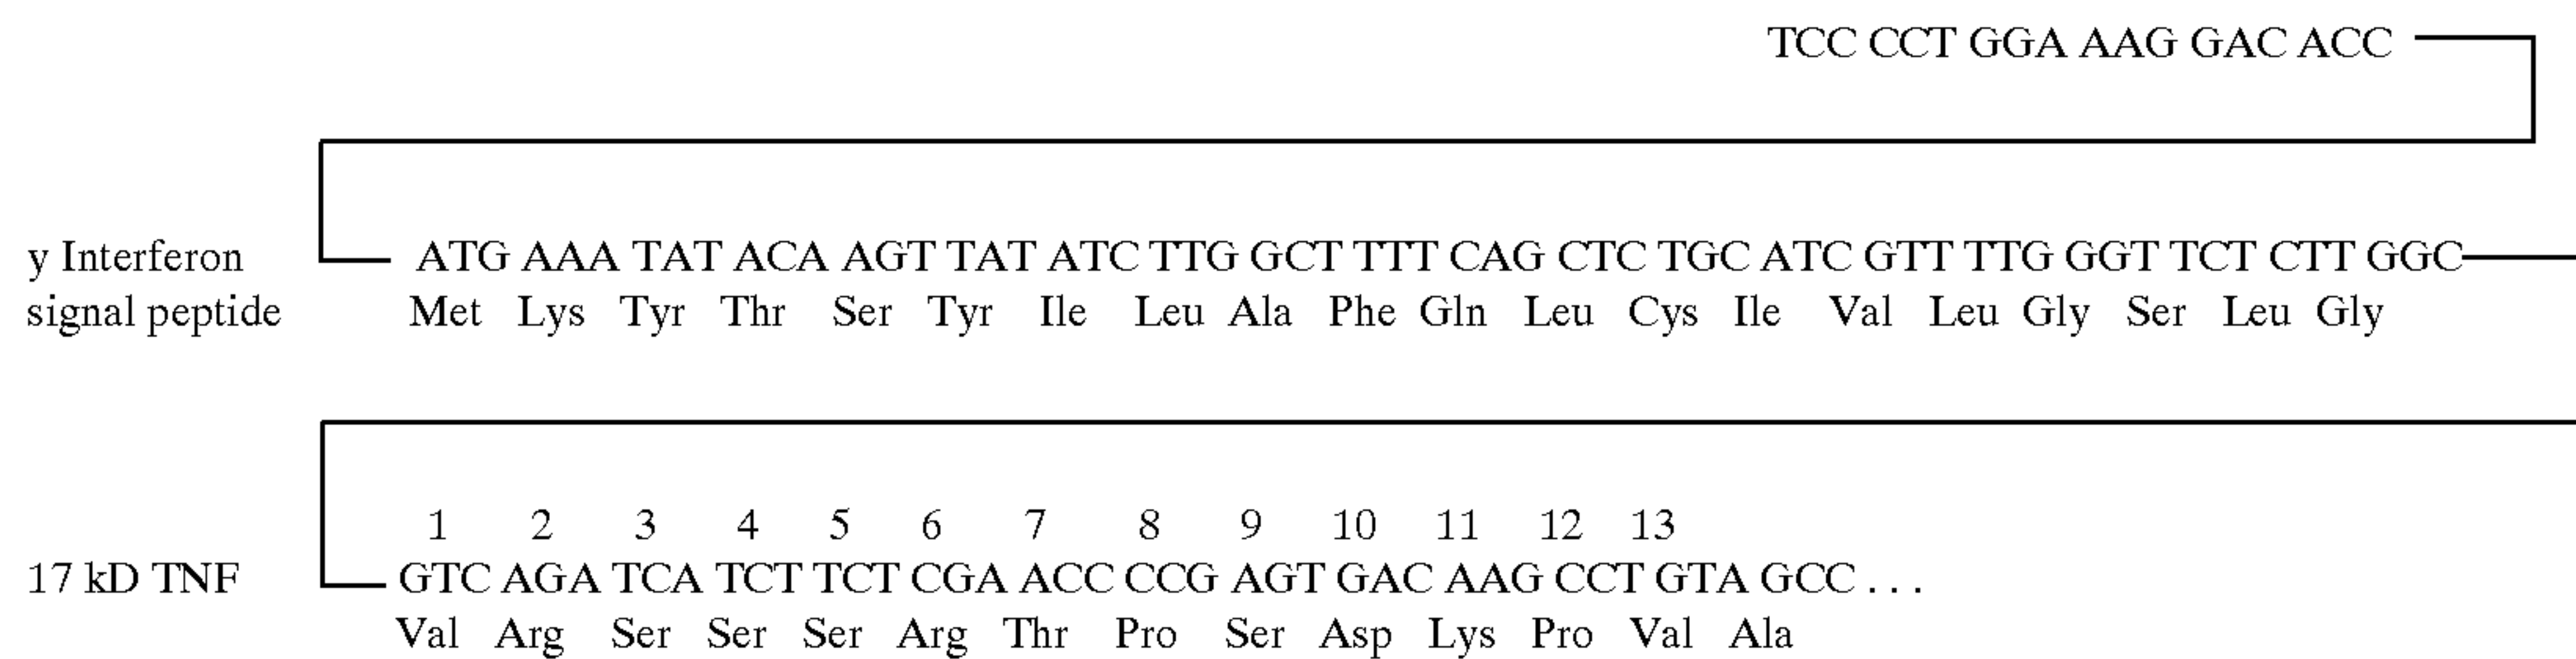 TCC CCT GGA AAG GAC ACC
y Interferon ATG AAA TAT ACA AGT TAT ATC TTG GCT TTT CAG CTC TGC ATC GTT TTG GGT TCT CTT GGC
signal peptide Met Lys Tyr Thr Ser Tyr Ile Leu Ala Phe Gln Leu Cys Ile Val Leu Gly Ser Leu Gly
1 2 3 4 5 6 7 8 9 10 11 12 13
17 kD TNF GTC AGA TCA TCT TCT CGA ACC CCG AGT GAC AAG CCT GTA GCC . . .
Val Arg Ser Ser Ser Arg Thr Pro Ser Asp Lys Pro Val Ala